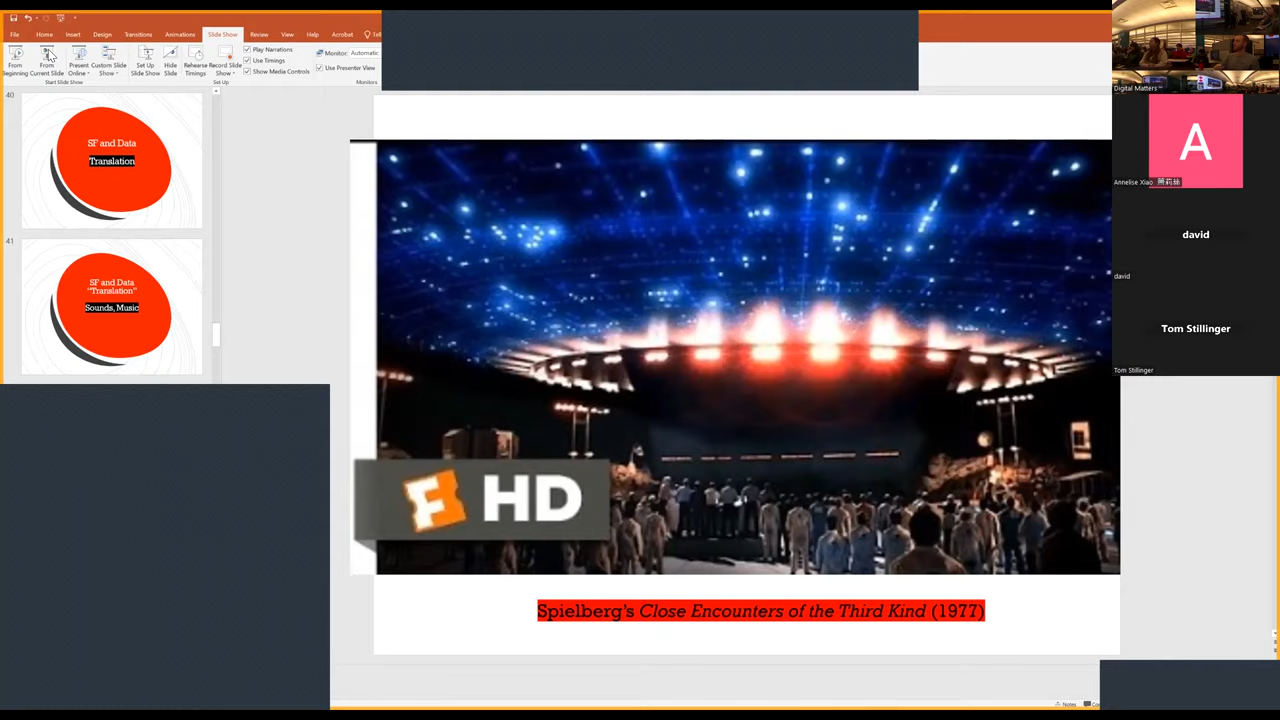 File Home Insert Design Transitions Animations Slide Show Review View Help Acrobat Tell
From Beginning
From Current Slide
Present Online
Custom Slide Show
Set Up Slide Show
Hide Slide
Rehearse Timings
Record Slide Show
Play Narrations
Use Timings
Show Media Controls
Monitor: Automatic
Use Presenter View
Start Slide Show
Set Up
Monitors
40
SF and Data
Translation
41
SF and Data
“Translation”
Sounds, Music
F HD
Spielberg’s Close Encounters of the Third Kind (1977)
Digital Matters
A
Annelise Xiao
david
david
Tom Stillinger
Tom Stillinger
Notes